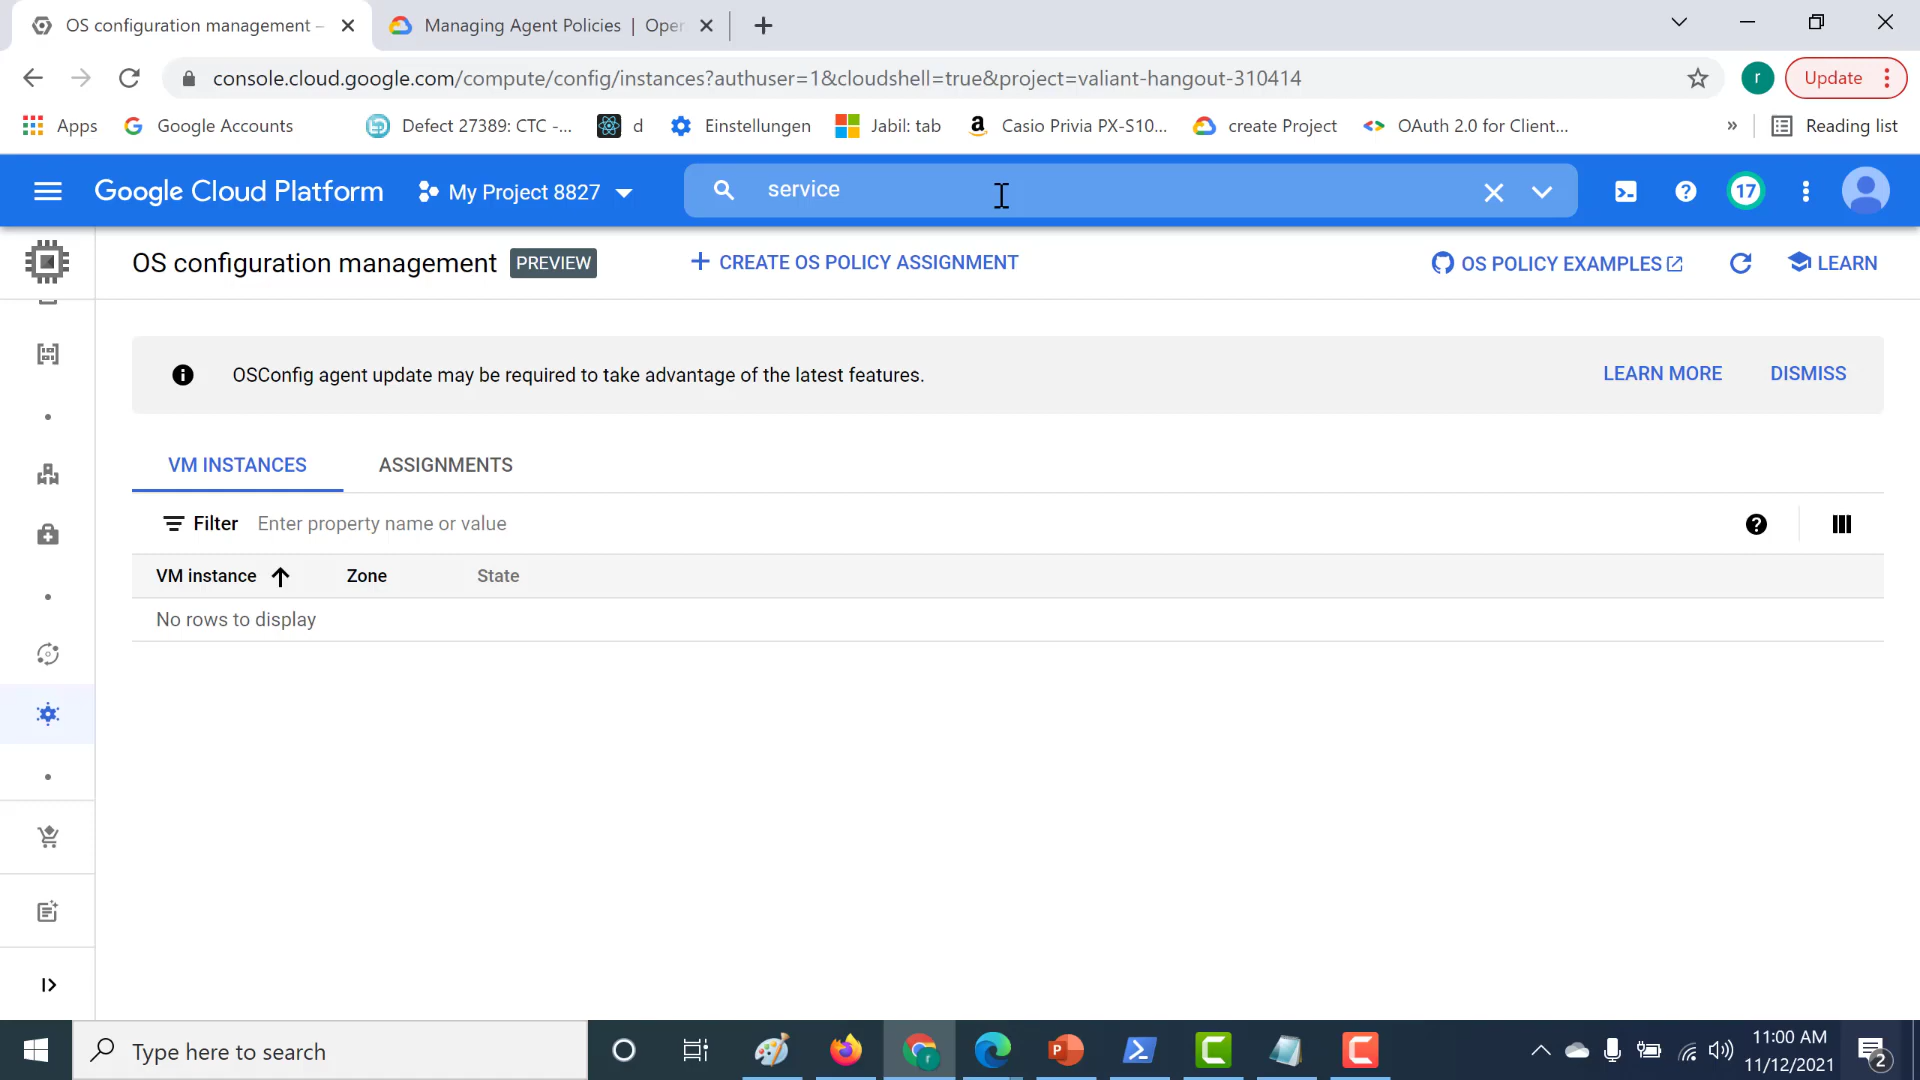 OS configuration management –
Managing Agent Policies | Oper
console.cloud.google.com/compute/config/instances?authuser=1&cloudshell=true&project=valiant-hangout-310414
r
Update
Apps
Google Accounts
Defect 27389: CTC -...
d
Einstellungen
Jabil: tab
Casio Privia PX-S10...
create Project
OAuth 2.0 for Client...
»
Reading list
Google Cloud Platform
My Project 8827
service
17
OS configuration management
PREVIEW
+ CREATE OS POLICY ASSIGNMENT
OS POLICY EXAMPLES
LEARN
OSConfig agent update may be required to take advantage of the latest features.
LEARN MORE
DISMISS
VM INSTANCES
ASSIGNMENTS
Filter
Enter property name or value
VM instance
Zone
State
No rows to display
Type here to search
11:00 AM
11/12/2021
2